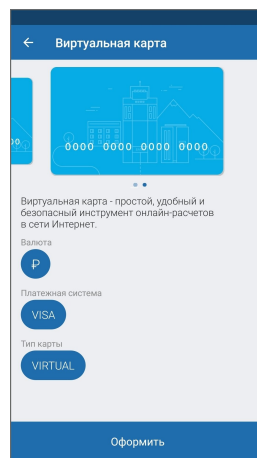 Виртуальная карта
0000 0000 0000 0000
Виртуальная карта - простой, удобный и
безопасный инструмент онлайн-расчетов
в сети Интернет.
Валюта
₽
Платежная система
VISA
Тип карты
VIRTUAL
Оформить